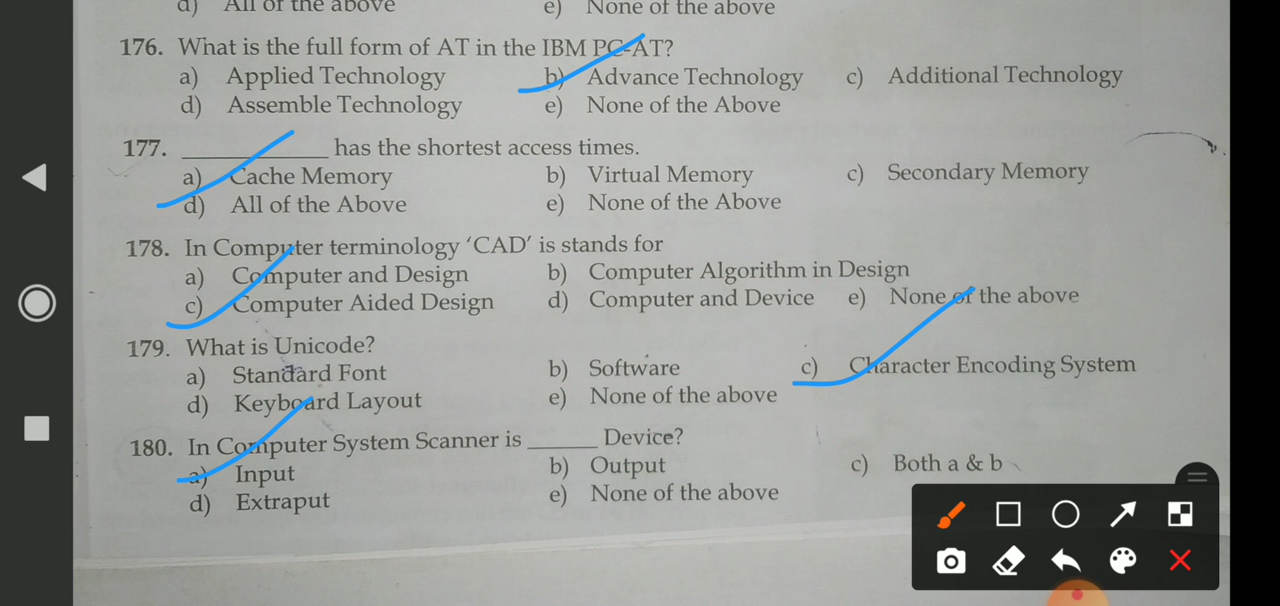 d) All of the above e) None of the above
176. What is the full form of AT in the IBM PC-AT?
a) Applied Technology b) Advance Technology c) Additional Technology
d) Assemble Technology e) None of the Above
177. ____________ has the shortest access times.
a) Cache Memory b) Virtual Memory c) Secondary Memory
d) All of the Above e) None of the Above
178. In Computer terminology ‘CAD’ is stands for
a) Computer and Design b) Computer Algorithm in Design
c) Computer Aided Design d) Computer and Device e) None of the above
179. What is Unicode?
a) Standard Font b) Software c) Character Encoding System
d) Keyboard Layout e) None of the above
180. In Computer System Scanner is ______ Device?
a) Input b) Output c) Both a & b
d) Extraput e) None of the above